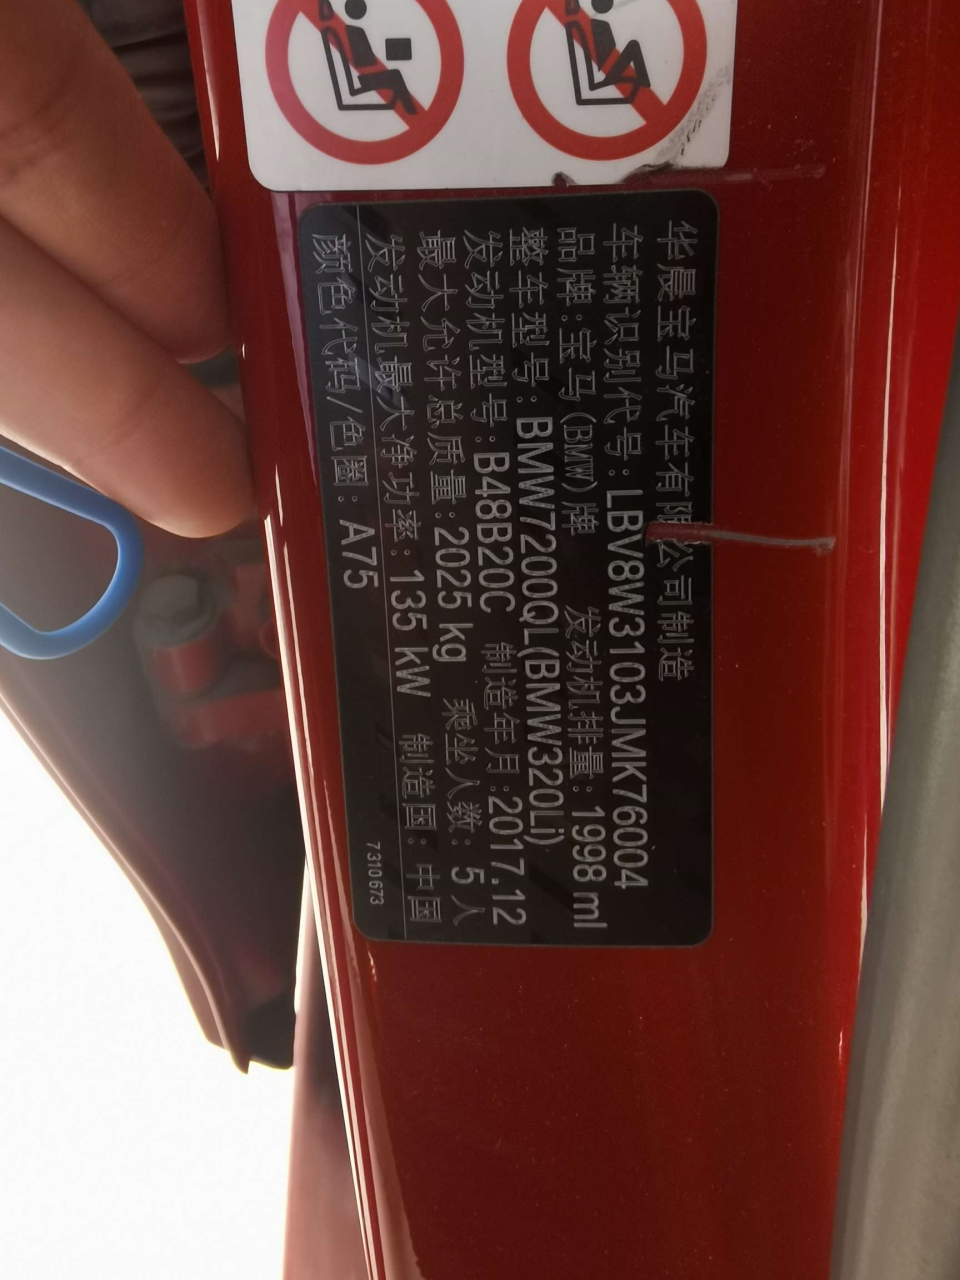 华晨宝马汽车有限公司制造
车辆识别代号：LBV8W3103JMK76004
品牌：宝马(BMW)牌 发动机排量：1998 ml
整车型号：BMW7200QL(BMW320Li)
发动机型号：B48B20C 制造年月：2017.12
最大允许总质量：2025 kg 乘坐人数：5人
发动机最大净功率：135 kW 制造国：中国
颜色代码/色圈：A75 7310 673